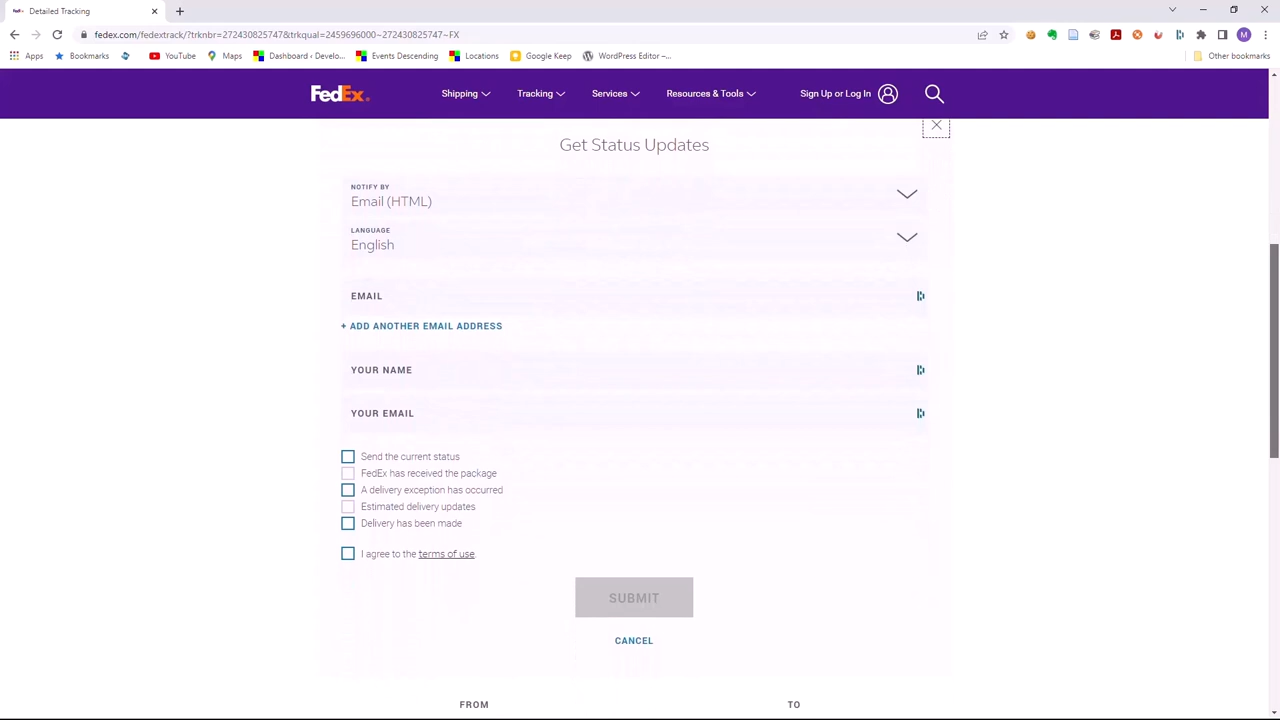 Detailed Tracking
fedex.com/fedextrack/?trknbr=272430825747&trkqual=2459696000~272430825747~FX
M
Apps
Bookmarks
YouTube
Maps
Dashboard ‹ Develo...
Events Descending
Locations
Google Keep
WordPress Editor –...
Other bookmarks
FedEx
Shipping
Tracking
Services
Resources & Tools
Sign Up or Log In
Get Status Updates
NOTIFY BY
Email (HTML)
LANGUAGE
English
EMAIL
+ ADD ANOTHER EMAIL ADDRESS
YOUR NAME
YOUR EMAIL
Send the current status
FedEx has received the package
A delivery exception has occurred
Estimated delivery updates
Delivery has been made
I agree to the terms of use.
SUBMIT
CANCEL
FROM
TO